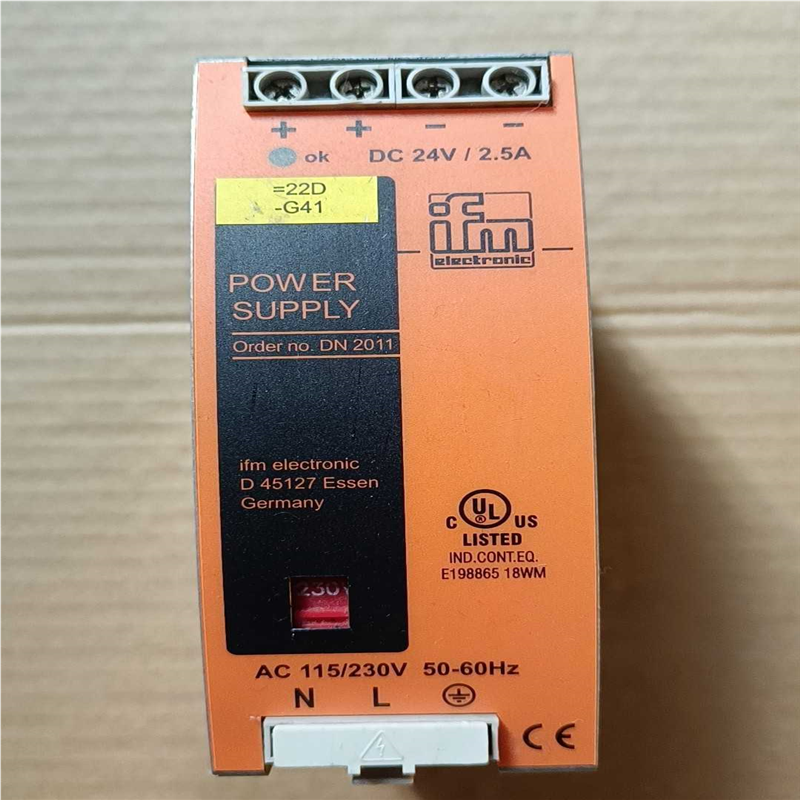 + + - -
ok DC 24V / 2.5A
=22D
-G41
ifm
electronic
POWER
SUPPLY
Order no. DN 2011
ifm electronic
D 45127 Essen
Germany
C UL US
®
LISTED
IND.CONT.EQ.
E198865 18WM
230V
AC 115/230V 50-60Hz
N L
CE